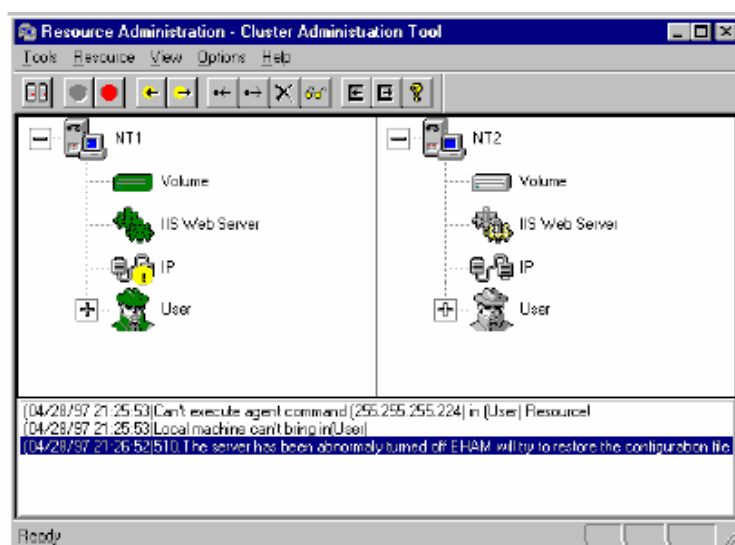 Resource Administration - Cluster Administration Tool
Tools Resource View Options Help
NT1
Volume
IIS Web Server
IP
User
NT2
Volume
IIS Web Server
IP
User
(04/28/97 21:25:53)Can't execute agent command (255.255.255.224) in (User) Resource!
(04/28/97 21:25:53)Local machine can't bring in(User)
(04/28/97 21:26:52)510.The server has been abnormaly turned off EHAM will try to restore the configuration file
Ready